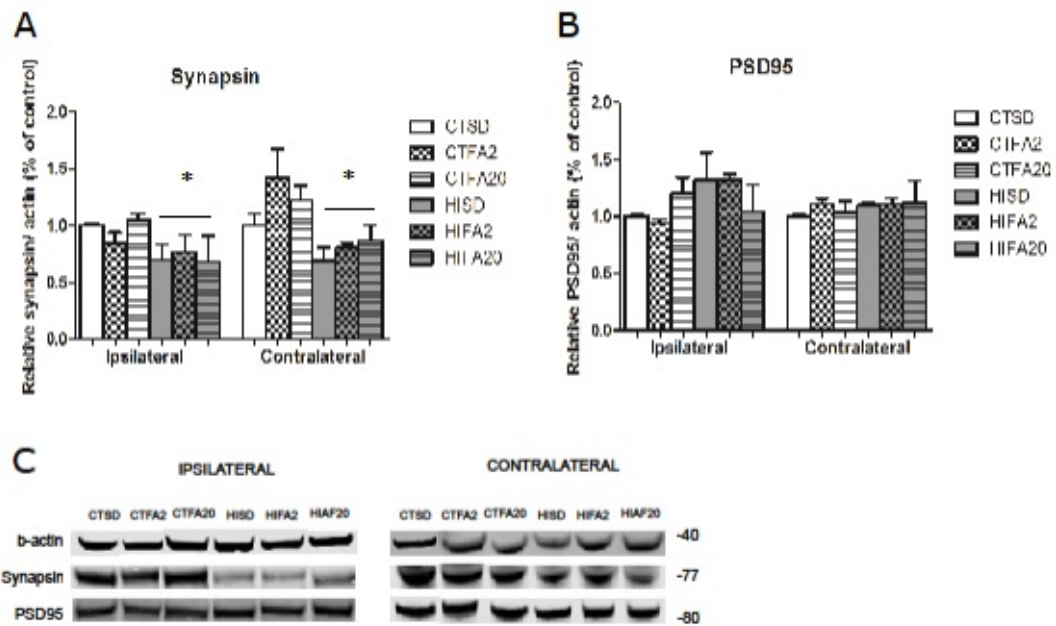 A
Synapsin
Relative synapsin/ actin (% of control)
2.0
1.5
1.0
0.5
0.0
*
*
Ipsilateral
Contralateral
CTSD
CTFA2
CTFA20
HISD
HIFA2
HIFA20
B
PSD95
Relative PSD95/ actin (% of control)
2.0
1.5
1.0
0.5
0.0
Ipsilateral
Contralateral
CTSD
CTFA2
CTFA20
HISD
HIFA2
HIFA20
C
IPSILATERAL
CONTRALATERAL
CTSD CTFA2 CTFA20 HISD HIFA2 HIAF20
CTSD CTFA2 CTFA20 HISD HIFA2 HIAF20
b-actin
-40
Synapsin
-77
PSD95
-80